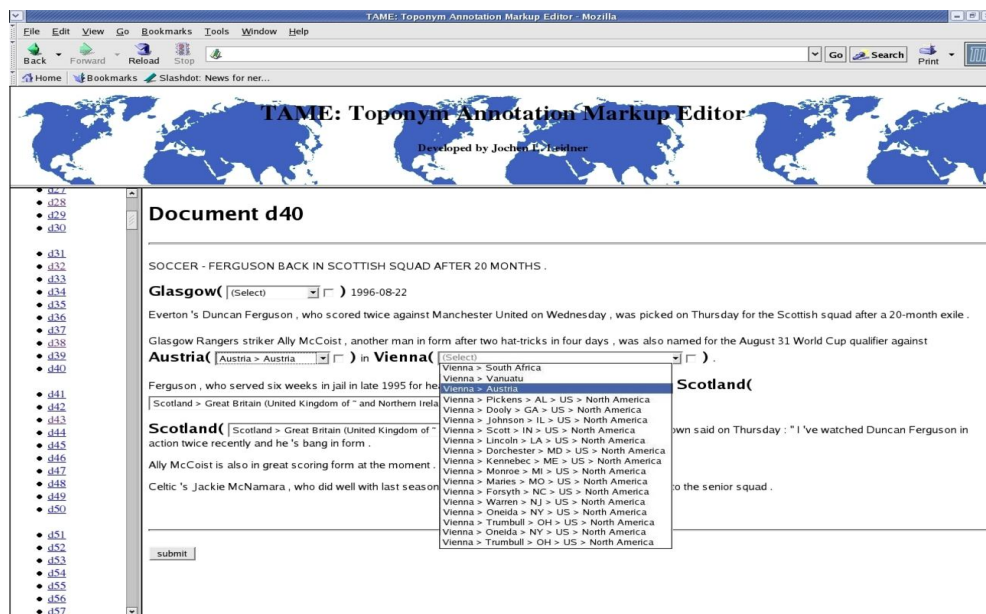 TAME: Toponym Annotation Markup Editor - Mozilla
File Edit View Go Bookmarks Tools Window Help
Back Forward Reload Stop Go Search Print
Home Bookmarks Slashdot: News for ner...
TAME: Toponym Annotation Markup Editor
Developed by Jochen L. Leidner
d27
d28
d29
d30
d31
d32
d33
d34
d35
d36
d37
d38
d39
d40
d41
d42
d43
d44
d45
d46
d47
d48
d49
d50
d51
d52
d53
d54
d55
d56
d57
Document d40
SOCCER - FERGUSON BACK IN SCOTTISH SQUAD AFTER 20 MONTHS .
Glasgow( (Select) ) 1996-08-22
Everton 's Duncan Ferguson , who scored twice against Manchester United on Wednesday , was picked on Thursday for the Scottish squad after a 20-month exile .
Glasgow Rangers striker Ally McCoist , another man in form after two hat-tricks in four days , was also named for the August 31 World Cup qualifier against
Austria( Austria > Austria ) in Vienna( (Select) ) .
Vienna > South Africa
Vienna > Vanuatu
Vienna > Austria
Vienna > Pickens > AL > US > North America
Vienna > Dooly > GA > US > North America
Vienna > Johnson > IL > US > North America
Vienna > Scott > IN > US > North America
Vienna > Lincoln > LA > US > North America
Vienna > Dorchester > MD > US > North America
Vienna > Kennebec > ME > US > North America
Vienna > Monroe > MI > US > North America
Vienna > Maries > MO > US > North America
Vienna > Forsyth > NC > US > North America
Vienna > Warren > NJ > US > North America
Vienna > Oneida > NY > US > North America
Vienna > Trumbull > OH > US > North America
Vienna > Oneida > NY > US > North America
Vienna > Trumbull > OH > US > North America
Ferguson , who served six weeks in jail in late 1995 for he Scotland(
Scotland > Great Britain (United Kingdom of " and Northern Irela
Scotland( Scotland > Great Britain (United Kingdom of " own said on Thursday : " I 've watched Duncan Ferguson in
action twice recently and he 's bang in form .
Ally McCoist is also in great scoring form at the moment .
Celtic 's Jackie McNamara , who did well with last season to the senior squad .
submit